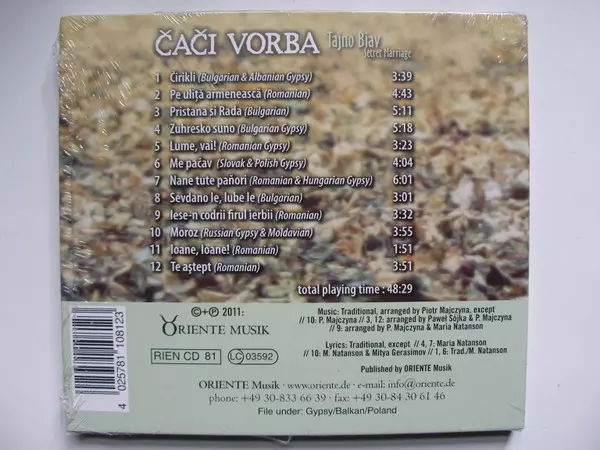 ČAČI VORBA Tajno Biav
Secret Marriage
1 Čirikli (Bulgarian & Albanian Gypsy) 3:39
2 Pe uliţă armenească (Romanian) 4:43
3 Pristana si Rada (Bulgarian) 5:11
4 Zuhresko suno (Bulgarian Gypsy) 5:18
5 Lume, vai! (Romanian Gypsy) 3:23
6 Me pačav (Slovak & Polish Gypsy) 4:04
7 Nane tute pañori (Romanian & Hungarian Gypsy) 6:01
8 Sevdano le, lube le (Bulgarian) 3:01
9 Iese-n codrii firul ierbii (Romanian) 3:32
10 Moroz (Russian Gypsy & Moldavian) 3:55
11 Ioane, Ioane! (Romanian) 1:51
12 Te aştept (Romanian) 3:51
total playing time : 48:29
©+℗ 2011:
ORIENTE MUSIK
RIEN CD 81
LC 03592
4 025781 108123
Music: Traditional, arranged by Piotr Majczyna, except
// 10: P. Majczyna // 3, 12: arranged by Paweł Sójka & P. Majczyna
// 9: arranged by P. Majczyna & Maria Natanson
Lyrics: Traditional, except // 4, 7: Maria Natanson
// 10: M. Natanson & Mitya Gerasimov // 1, 6: Trad./M. Natanson
Published by ORIENTE Musik
ORIENTE Musik · www.oriente.de · e-mail: info@oriente.de
phone: +49 30-833 66 39 · fax: +49 30-84 30 61 46
File under: Gypsy/Balkan/Poland